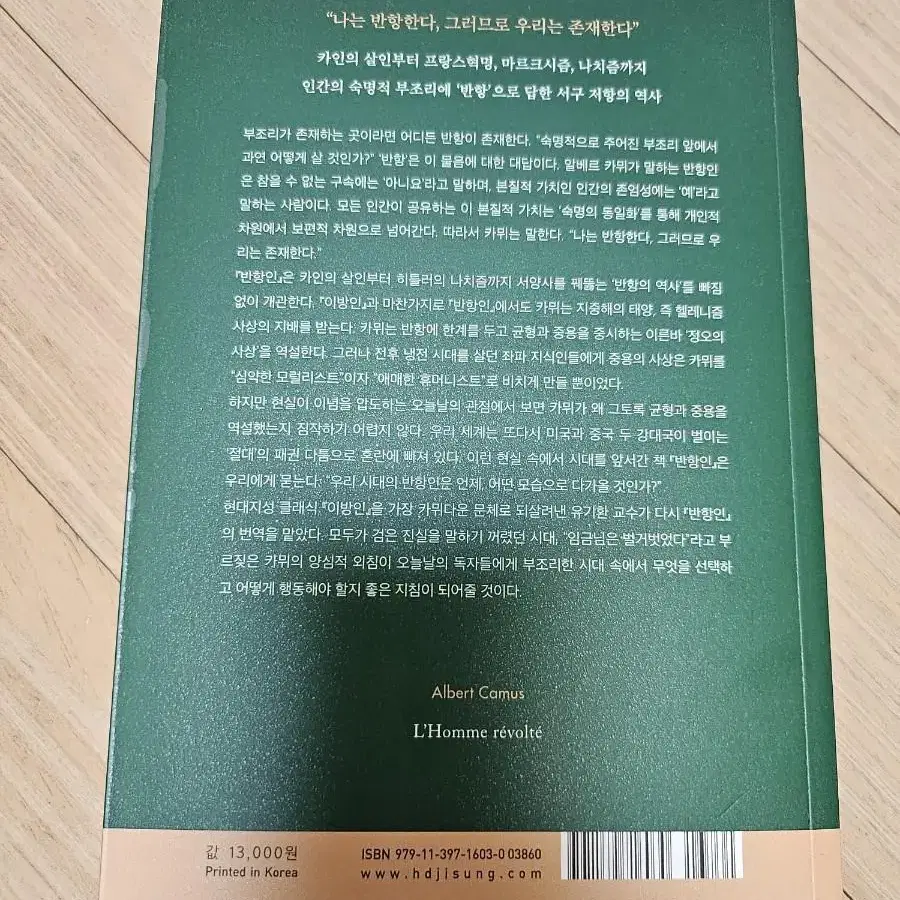 “나는 반항한다, 그러므로 우리는 존재한다”
카인의 살인부터 프랑스혁명, 마르크시즘, 나치즘까지
인간의 숙명적 부조리에 ‘반항’으로 답한 서구 저항의 역사
부조리가 존재하는 곳이라면 어디든 반항이 존재한다. “숙명적으로 주어진 부조리 앞에서
과연 어떻게 살 것인가?” ‘반항’은 이 물음에 대한 대답이다. 알베르 카뮈가 말하는 반항인
은 참을 수 없는 구속에는 ‘아니요’라고 말하며, 본질적 가치인 인간의 존엄성에는 ‘예’라고
말하는 사람이다. 모든 인간이 공유하는 이 본질적 가치는 ‘숙명의 동일화’를 통해 개인적
차원에서 보편적 차원으로 넘어간다. 따라서 카뮈는 말한다. “나는 반항한다, 그러므로 우
리는 존재한다.”
『반항인』은 카인의 살인부터 히틀러의 나치즘까지 서양사를 꿰뚫는 ‘반항의 역사’를 빠짐
없이 개관한다. 『이방인』과 마찬가지로 『반항인』에서도 카뮈는 지중해의 태양, 즉 헬레니즘
사상의 지배를 받는다. 카뮈는 반항에 한계를 두고 균형과 중용을 중시하는 이른바 ‘정오의
사상’을 역설한다. 그러나 전후 냉전 시대를 살던 좌파 지식인들에게 중용의 사상은 카뮈를
“심약한 모럴리스트”이자 “애매한 휴머니스트”로 비치게 만들 뿐이었다.
하지만 현실이 이념을 압도하는 오늘날의 관점에서 보면 카뮈가 왜 그토록 균형과 중용을
역설했는지 짐작하기 어렵지 않다. 우리 세계는 또다시 미국과 중국 두 강대국이 벌이는
‘절대’의 패권 다툼으로 혼란에 빠져 있다. 이런 현실 속에서 시대를 앞서간 책 『반항인』은
우리에게 묻는다: “우리 시대의 반항인은 언제, 어떤 모습으로 다가올 것인가?”
현대지성 클래식 『이방인』을 가장 카뮈다운 문체로 되살려낸 유기환 교수가 다시 『반항인』
의 번역을 맡았다. 모두가 검은 진실을 말하기 꺼렸던 시대, “임금님은 벌거벗었다”라고 부
르짖은 카뮈의 양심적 외침이 오늘날의 독자들에게 부조리한 시대 속에서 무엇을 선택하
고 어떻게 행동해야 할지 좋은 지침이 되어줄 것이다.
Albert Camus
L’Homme révolté
값 13,000원
Printed in Korea
ISBN 979-11-397-1603-0 03860
www.hdjisung.com